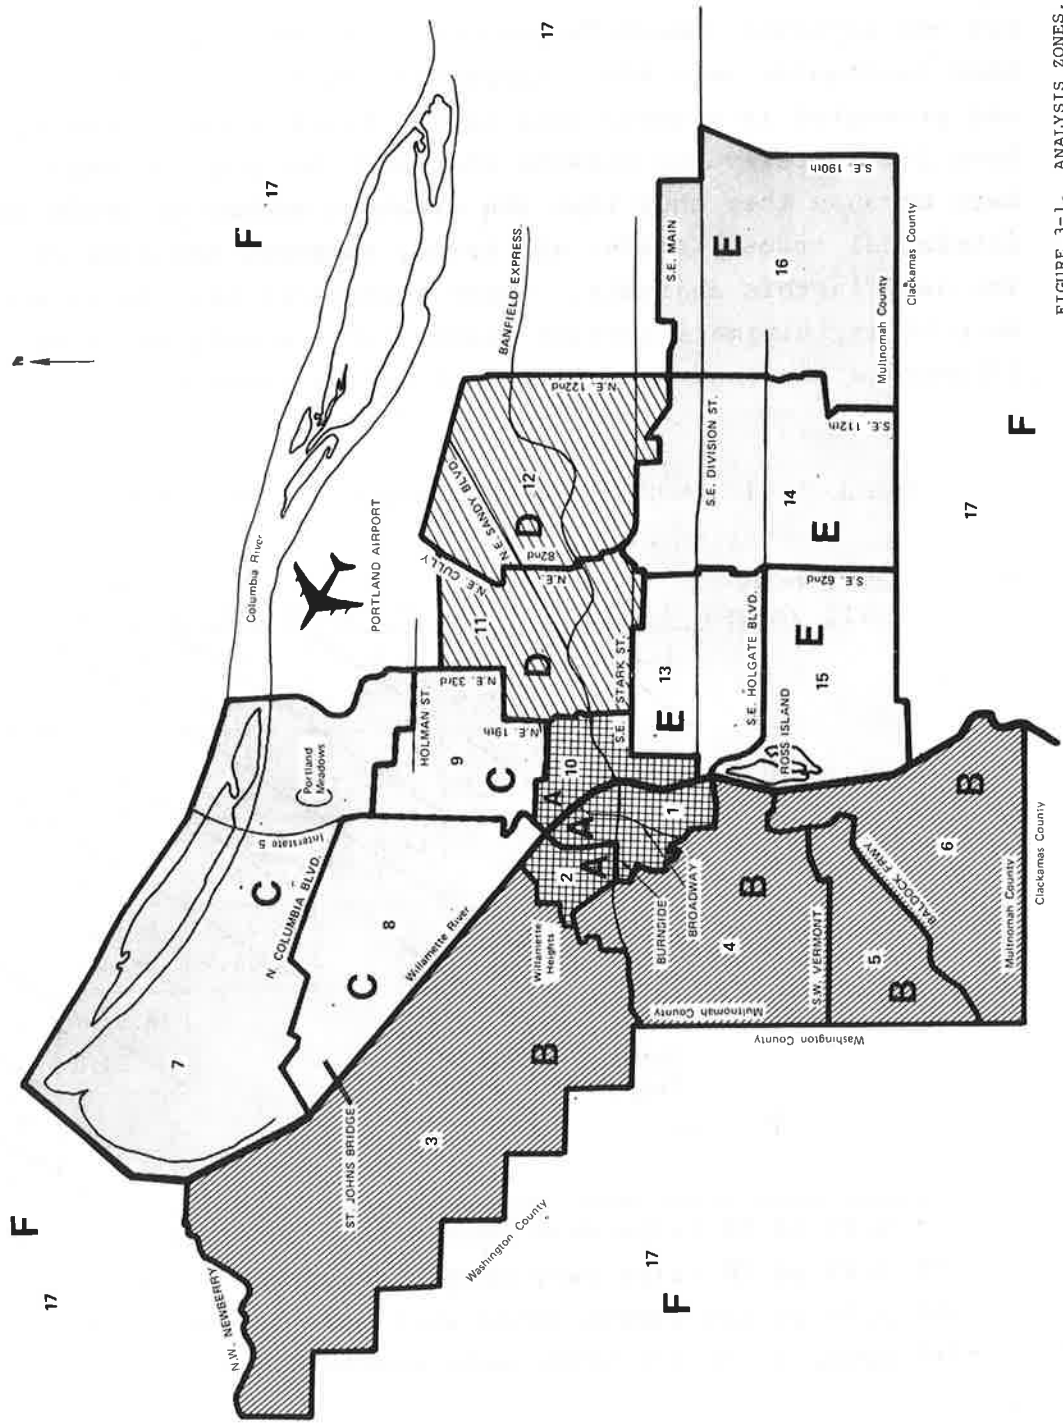 N
17
F
17
F
17
Columbia River
PORTLAND AIRPORT
Portland
Meadows
Interstate 5
N. COLUMBIA BLVD.
7
C
C
8
C
9
HOLMAN ST.
N.E. 33rd
N.E. 19th
N.E. CULLY
N.E. SANDY BLVD.
BANFIELD EXPRESS.
N.E. 122nd
N.E.
82nd
11
D
12
D
N.W. NEWBERRY
ST. JOHNS BRIDGE
Willamette River
3
B
Washington County
Willamette
Heights
2
A
A
A
10
1
S.E. STARK ST.
BURNSIDE
BROADWAY
S.E. MAIN
S.E. DIVISION ST.
S.E. HOLGATE BLVD.
13
E
14
E
15
E
16
E
S.E. 62nd
S.E. 112th
S.E. 190th
ROSS ISLAND
4
B
S.W. VERMONT
5
B
BALDOCK FRWY
6
B
Multnomah County
Washington County
Multnomah County
Clackamas County
Multnomah County
Clackamas County
17
F
17
F
FIGURE 3-1. ANALYSIS ZONES.